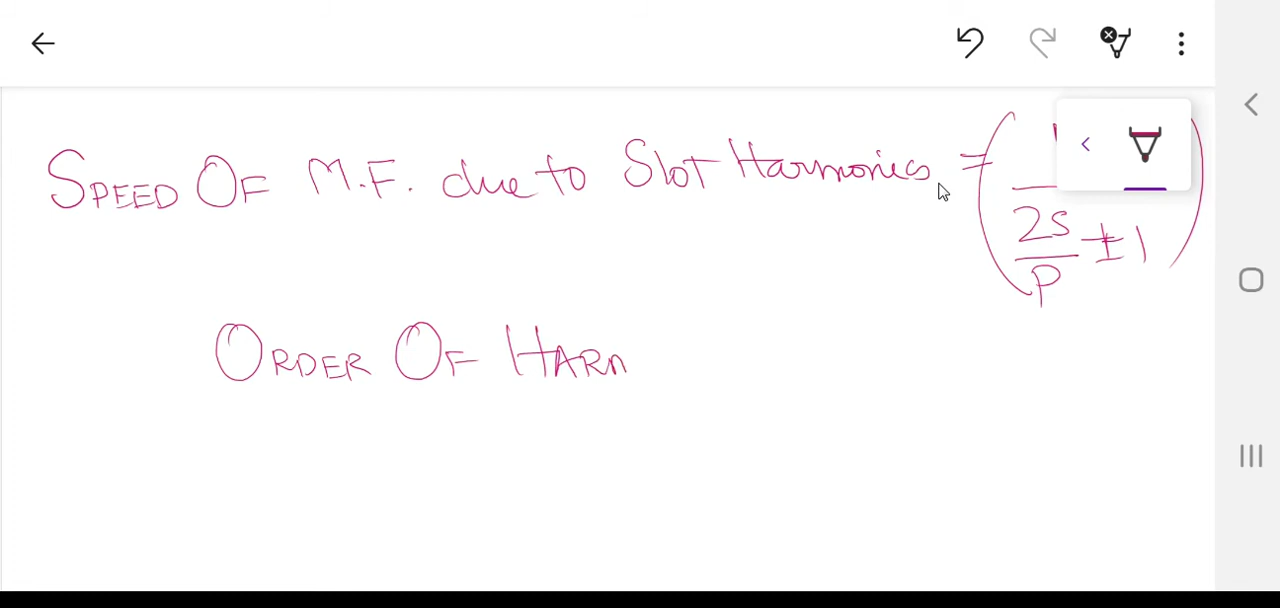 SPEED OF M.F. due to Slot Harmonics = ( 2s/P ± 1 )
ORDER OF HARM